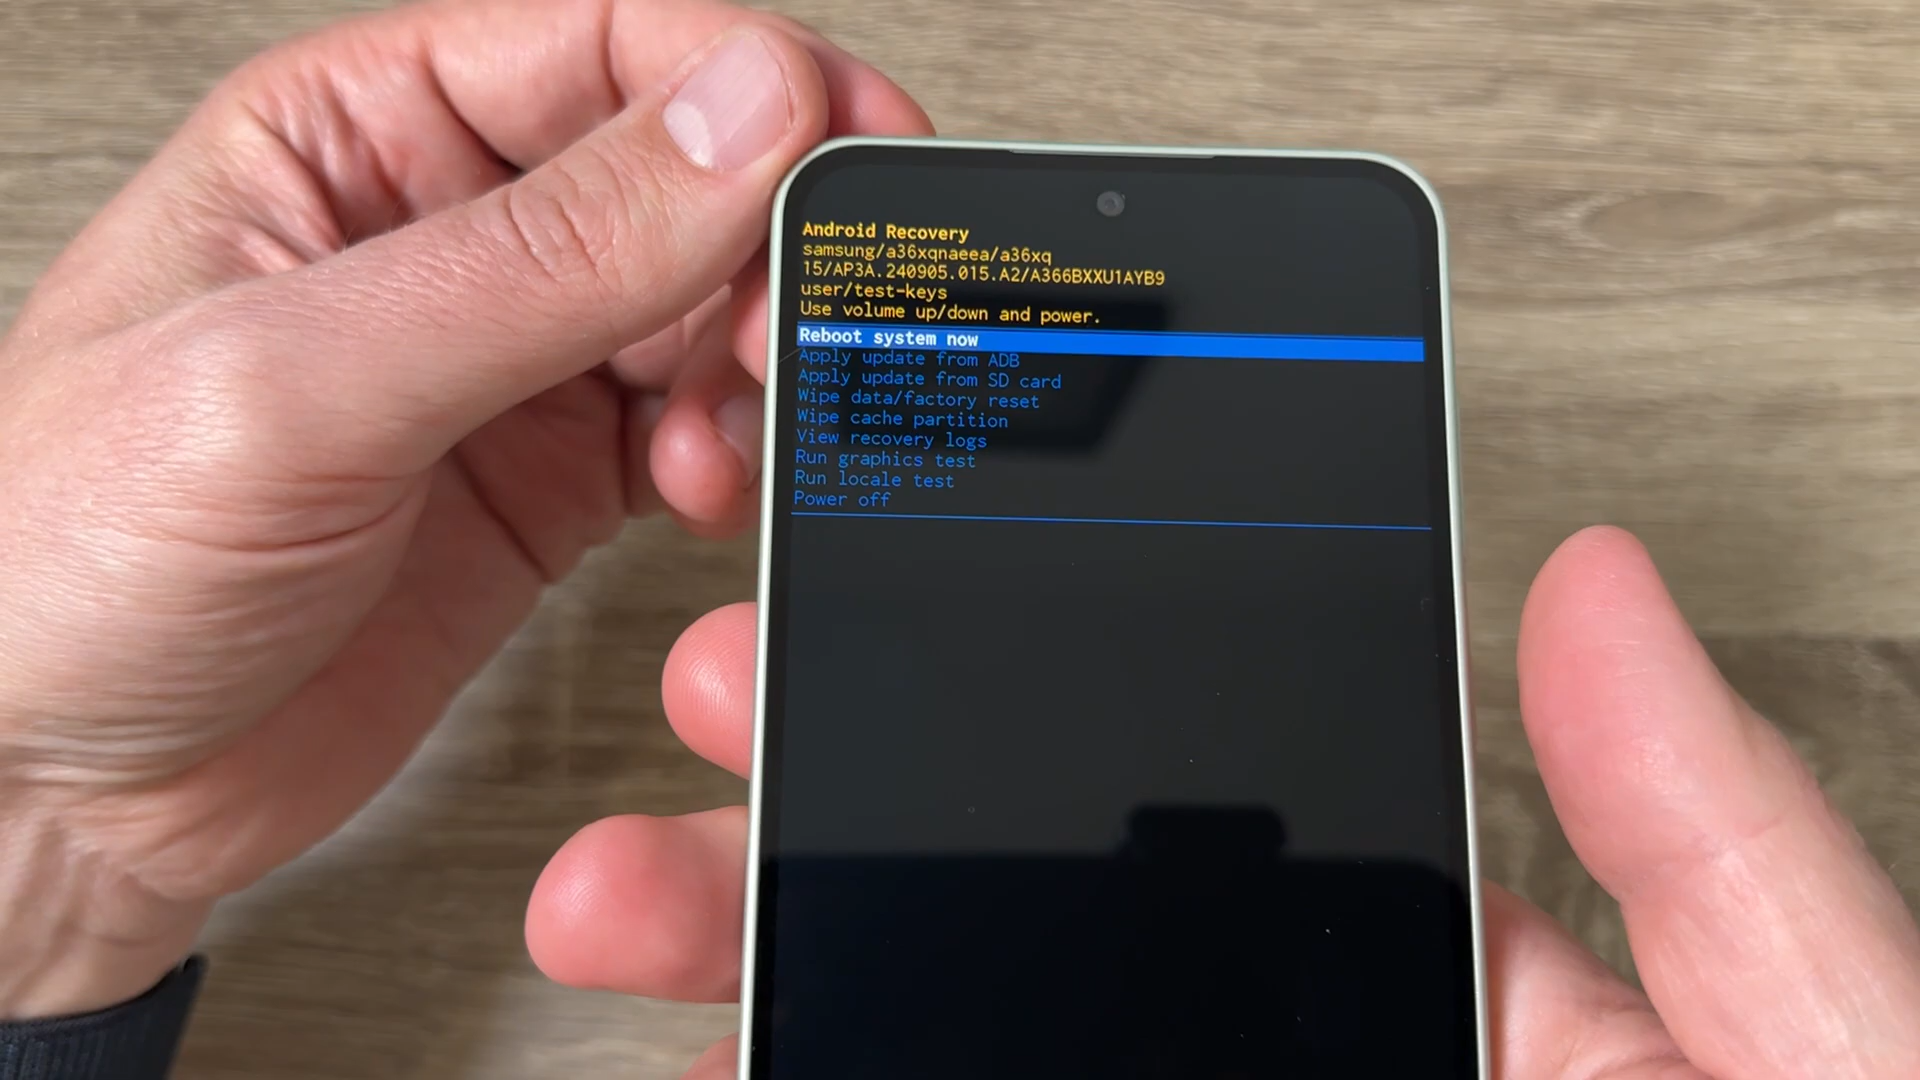 Android Recovery
samsung/a36xqnaeea/a36xq
15/AP3A.240905.015.A2/A366BXXU1AYB9
user/test-keys
Use volume up/down and power.
Reboot system now
Apply update from ADB
Apply update from SD card
Wipe data/factory reset
Wipe cache partition
View recovery logs
Run graphics test
Run locale test
Power off